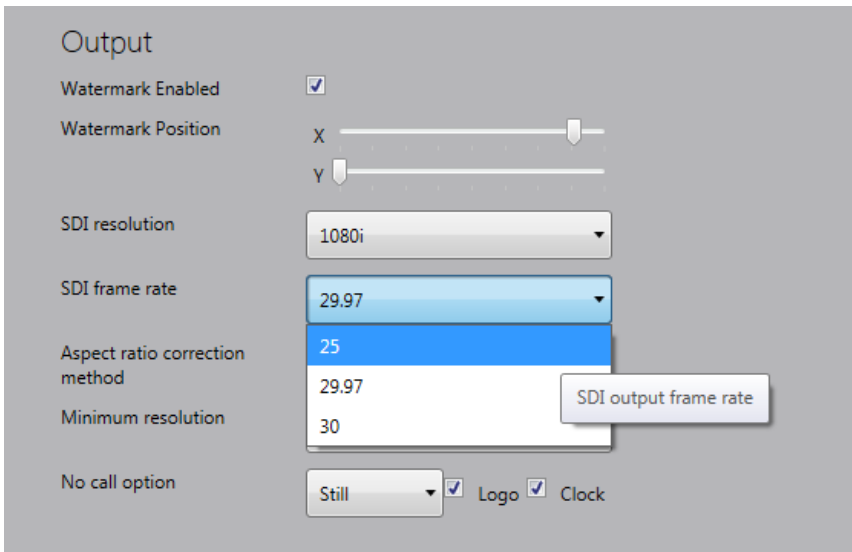 Output
Watermark Enabled
Watermark Position
X
Y
SDI resolution
1080i
SDI frame rate
29.97
25
Aspect ratio correction
method
29.97
SDI output frame rate
Minimum resolution
30
No call option
Still
Logo
Clock